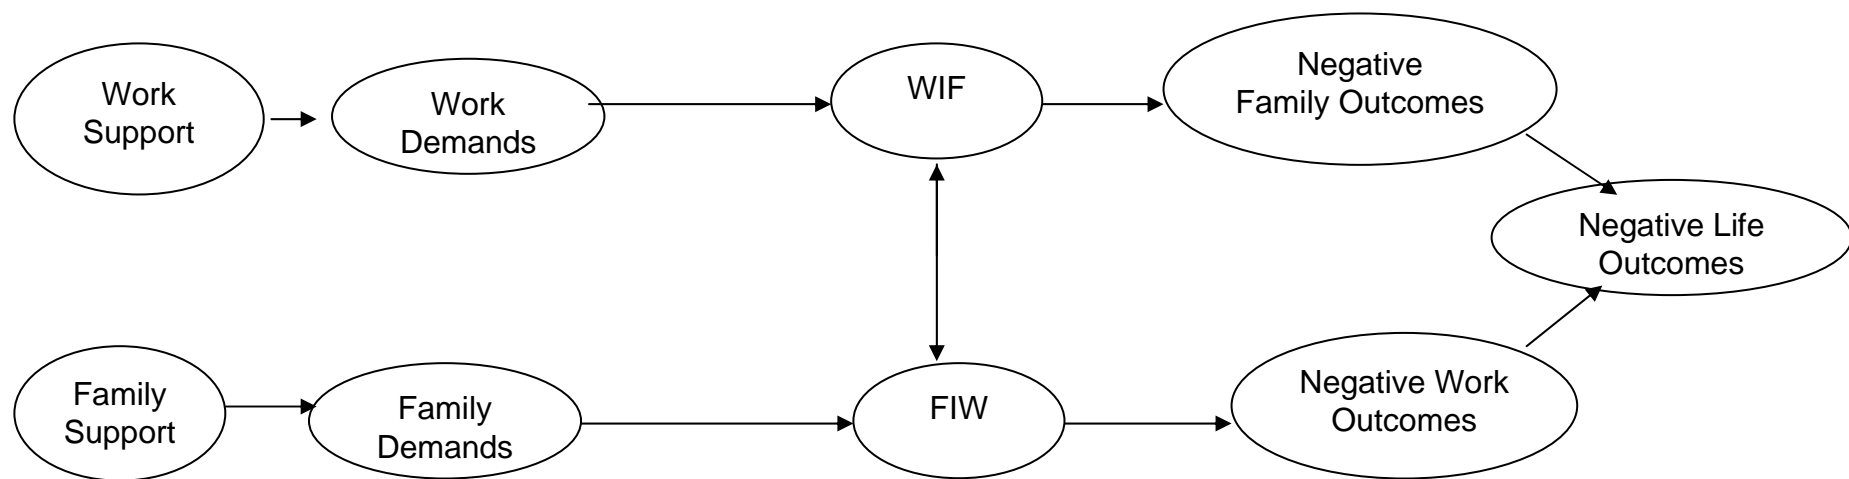 Work
Support
Work
Demands
WIF
Negative
Family Outcomes
Negative Life
Outcomes
Family
Support
Family
Demands
FIW
Negative Work
Outcomes